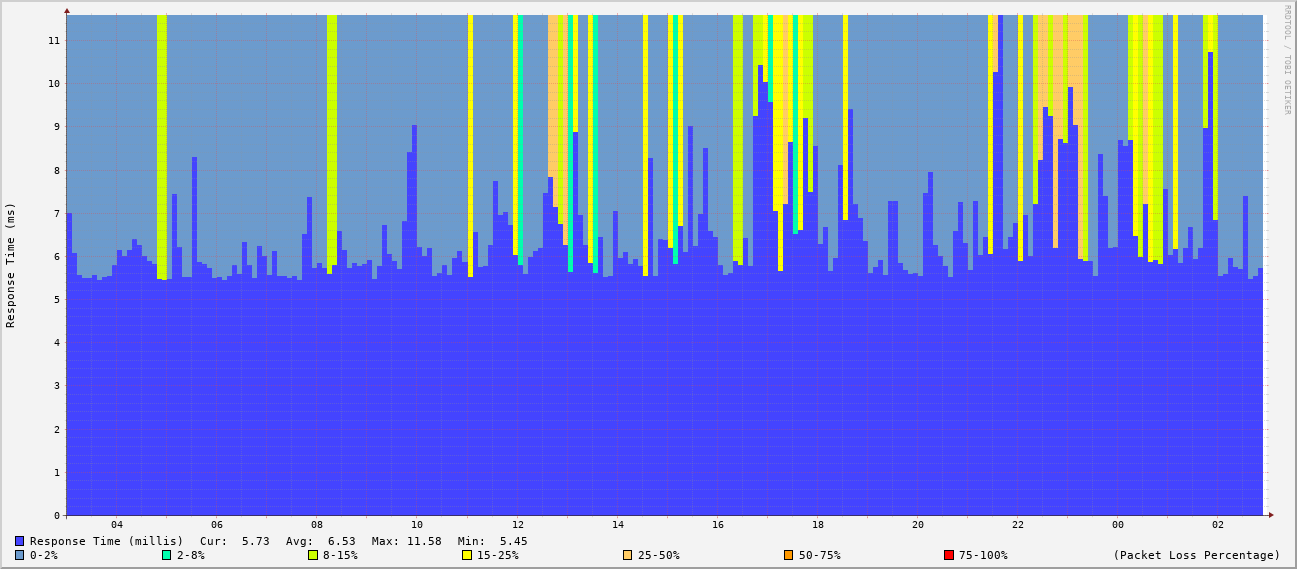 RRDTOOL / TOBI OETIKER
Response Time (ms)
11
10
9
8
7
6
5
4
3
2
1
0
04 06 08 10 12 14 16 18 20 22 00 02
Response Time (millis) Cur: 5.73 Avg: 6.53 Max: 11.58 Min: 5.45
0-2% 2-8% 8-15% 15-25% 25-50% 50-75% 75-100% (Packet Loss Percentage)